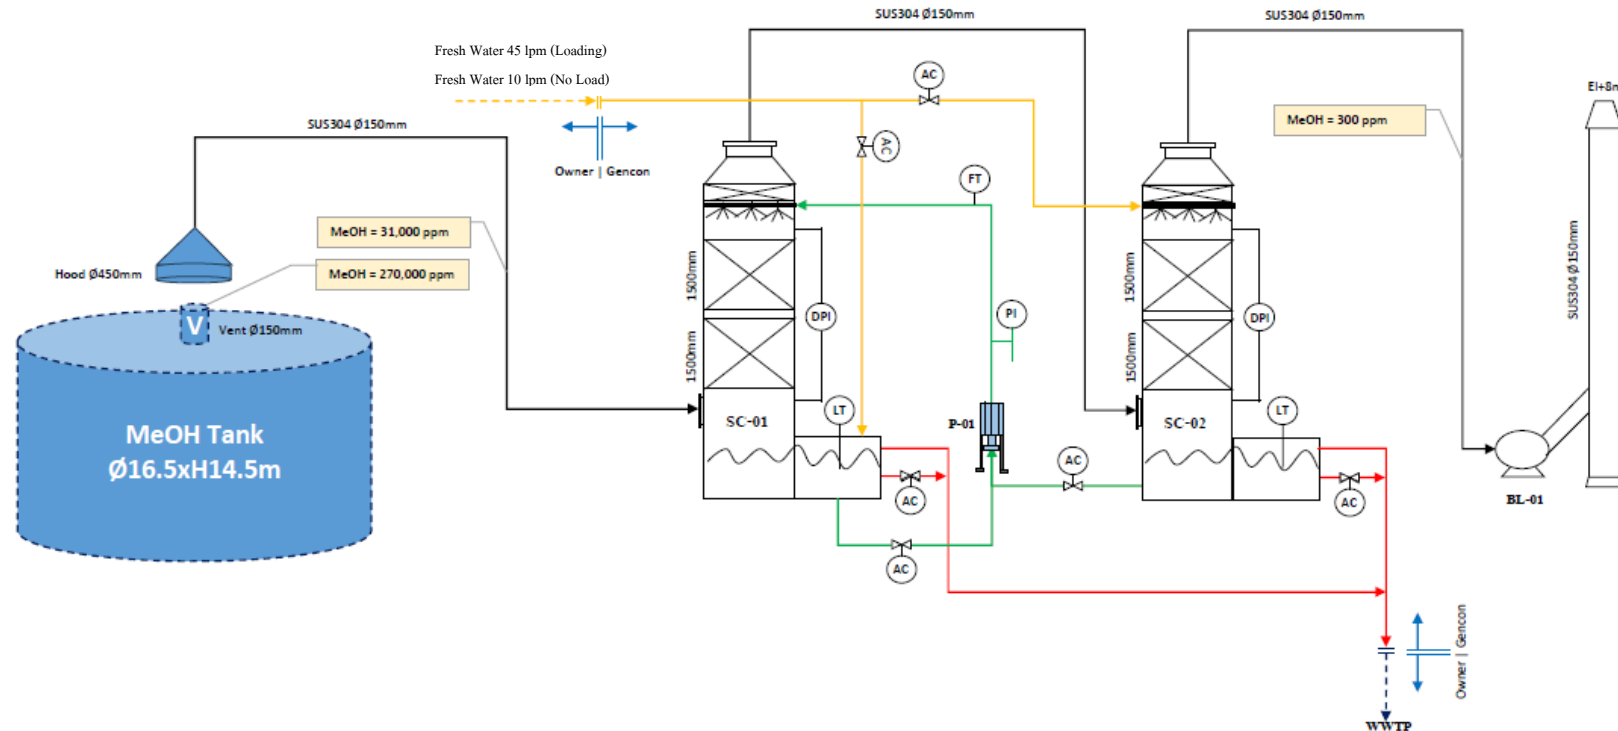 SUS304 Ø150mm
SUS304 Ø150mm
Fresh Water 45 lpm (Loading)
Fresh Water 10 lpm (No Load)
AC
El+8m
SUS304 Ø150mm
MeOH = 300 ppm
AC
Owner | Gencon
FT
MeOH = 31,000 ppm
Hood Ø450mm
MeOH = 270,000 ppm
1500mm
1500mm
SUS304 Ø150mm
V
Vent Ø150mm
DPI
PI
DPI
1500mm
1500mm
LT
LT
SC-01
P-01
SC-02
MeOH Tank
Ø16.5xH14.5m
AC
AC
AC
BL-01
AC
Owner | Gencon
WWTP